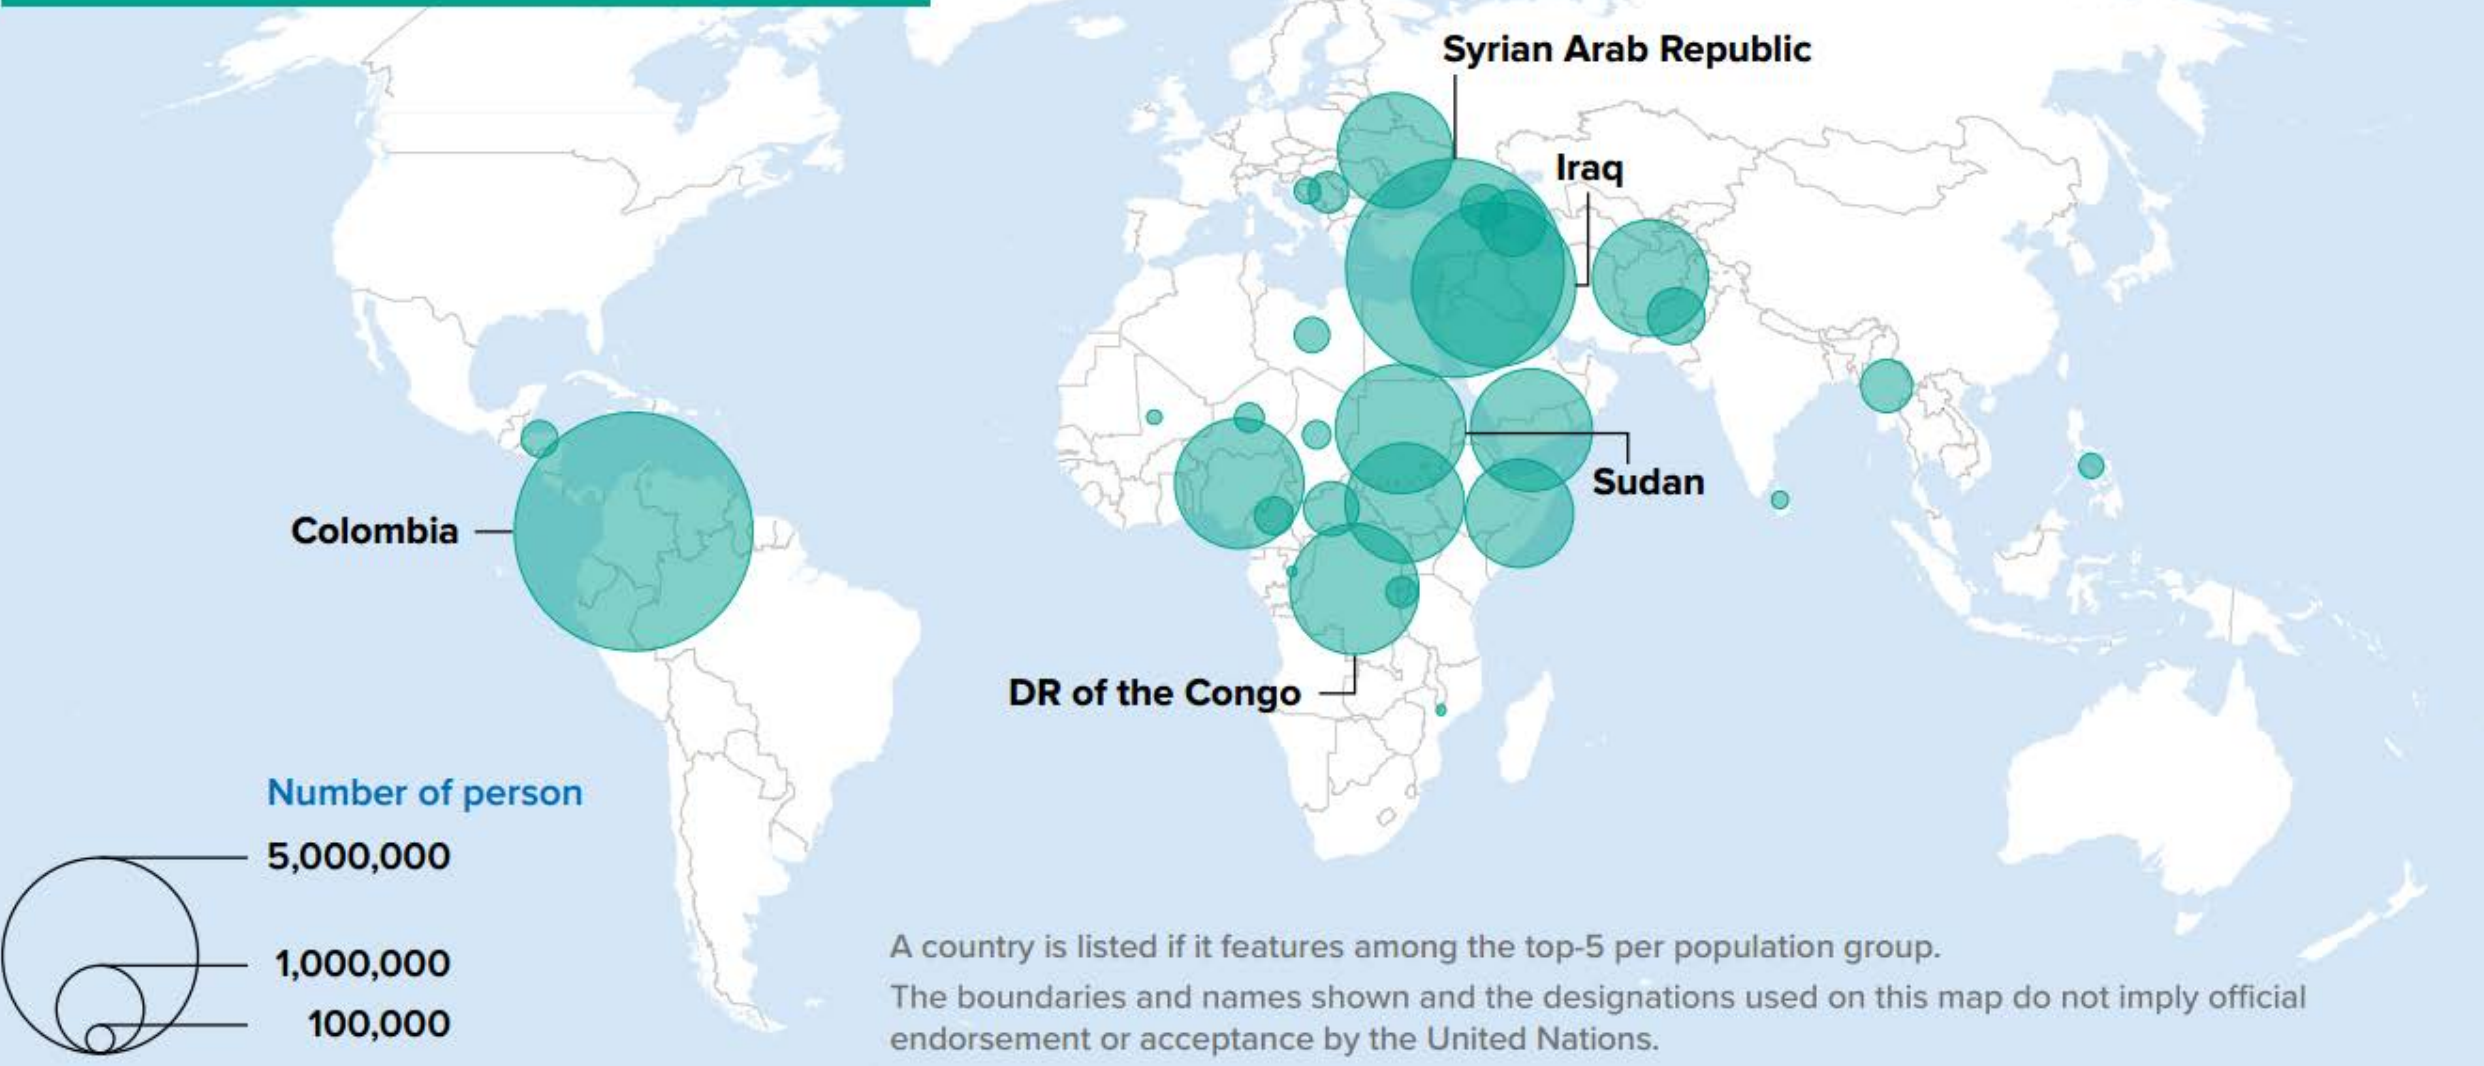 Syrian Arab Republic
Iraq
Sudan
Colombia
DR of the Congo
Number of person
5,000,000
1,000,000
100,000
A country is listed if it features among the top-5 per population group.
The boundaries and names shown and the designations used on this map do not imply official
endorsement or acceptance by the United Nations.